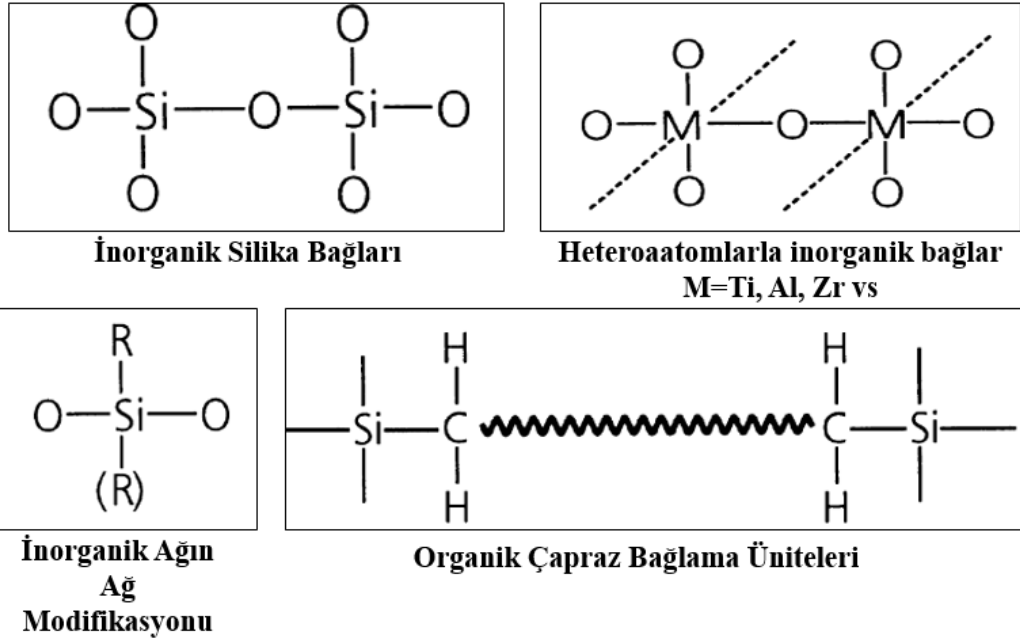 O O
O Si O Si O
O O
İnorganik Silika Bağları
O O
O M O M O
O O
Heteroaatomlarla inorganik bağlar
M=Ti, Al, Zr vs
R
O Si O
(R)
İnorganik Ağın
Ağ
Modifikasyonu
H H
Si C C Si
H H
Organik Çapraz Bağlama Üniteleri